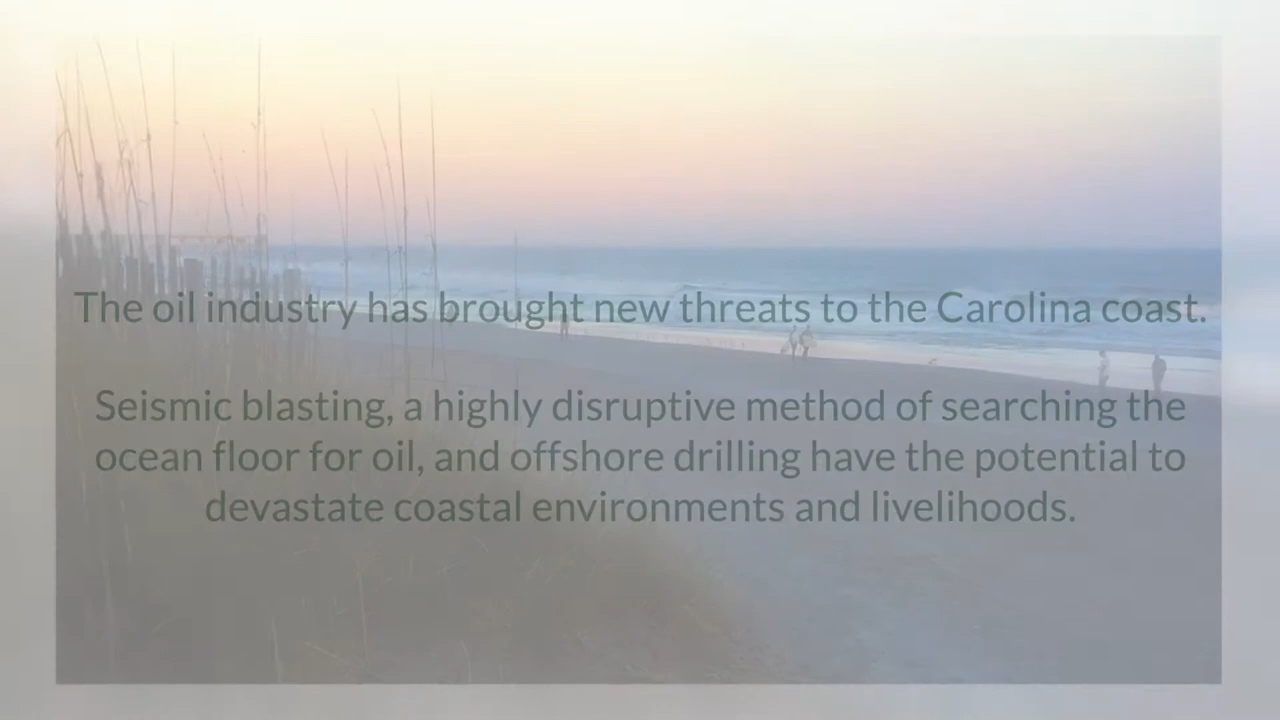 The oil industry has brought new threats to the Carolina coast.
Seismic blasting, a highly disruptive method of searching the
ocean floor for oil, and offshore drilling have the potential to
devastate coastal environments and livelihoods.